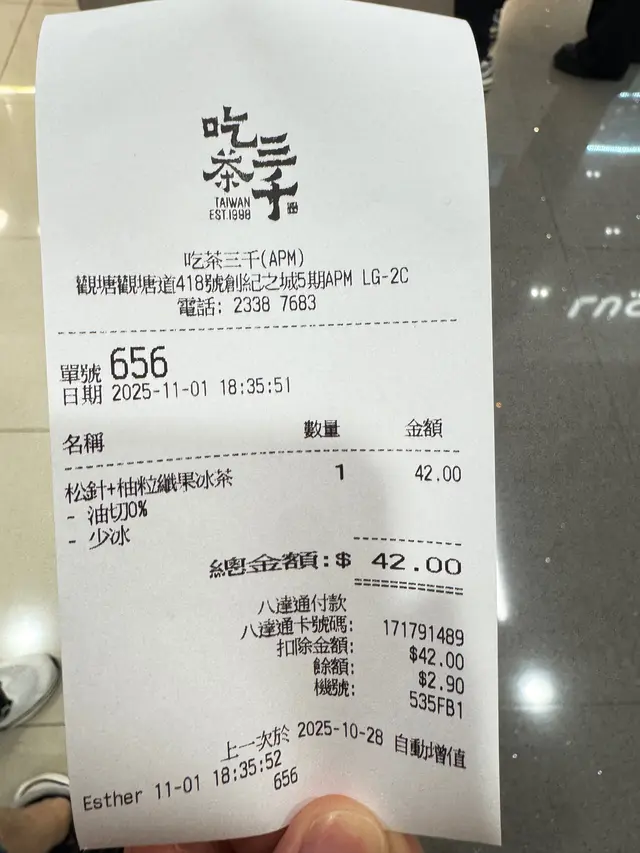 吃茶三千
TAIWAN
EST.1998
吃茶三千(APM)
觀塘觀塘道418號創紀之城5期APM LG-2C
電話: 2338 7683
單號 656
日期 2025-11-01 18:35:51
名稱 數量 金額
松針+柚粒纖果冰茶 1 42.00
- 油切0%
- 少冰
總金額:$ 42.00
八達通付款
八達通卡號碼: 171791489
扣除金額: $42.00
餘額: $2.90
機號: 535FB1
上一次於 2025-10-28 自動增值
Esther 11-01 18:35:52
656